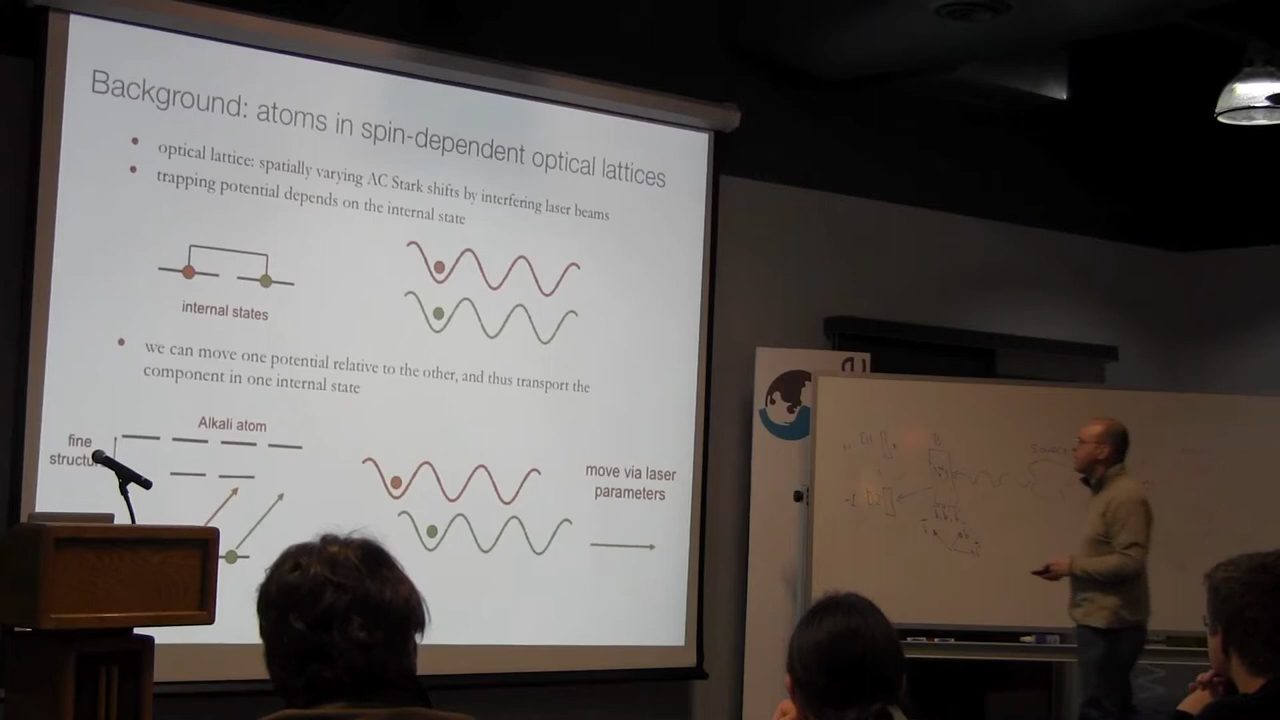 Background: atoms in spin-dependent optical lattices
optical lattice: spatially varying AC Stark shifts by interfering laser beams
trapping potential depends on the internal state
internal states
we can move one potential relative to the other, and thus transport the
component in one internal state
Alkali atom
fine
move via laser
parameters